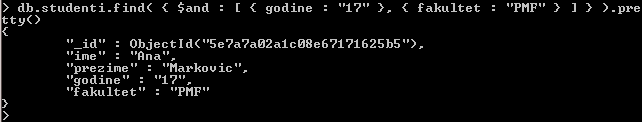 > db.studenti.find( { $and : [ { godine : "17" }, { fakultet : "PMF" } ] } ).pre
tty()
{
        "_id" : ObjectId("5e7a7a02a1c08e67171625b5"),
        "ime" : "Ana",
        "prezime" : "Markovic",
        "godine" : "17",
        "fakultet" : "PMF"
}
>